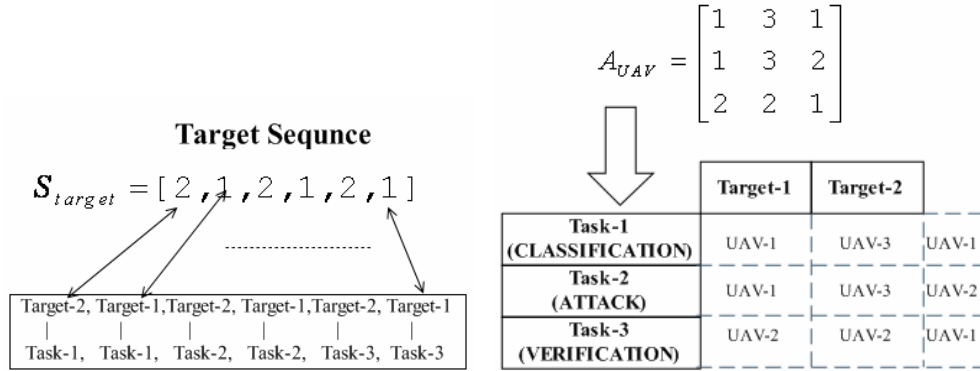 Target Sequnce
S target = [ 2 , 1 , 2 , 1 , 2 , 1 ]
Target-2, Target-1, Target-2, Target-1, Target-2, Target-1
Task-1, Task-1, Task-2, Task-2, Task-3, Task-3
A UAV = [ 1 3 1
1 3 2
2 2 1 ]
Target-1 Target-2
Task-1
(CLASSIFICATION) UAV-1 UAV-3 UAV-1
Task-2
(ATTACK) UAV-1 UAV-3 UAV-2
Task-3
(VERIFICATION) UAV-2 UAV-2 UAV-1